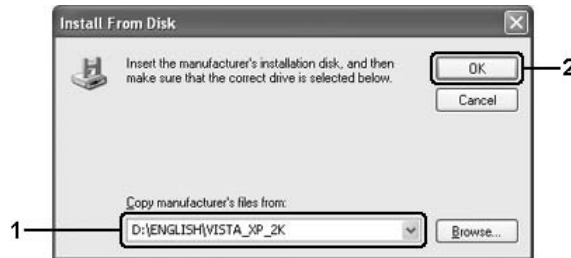 Install From Disk
Insert the manufacturer's installation disk, and then
make sure that the correct drive is selected below.
OK
2
Cancel
Copy manufacturer's files from:
1
D:\ENGLISH\VISTA_XP_2K
Browse...